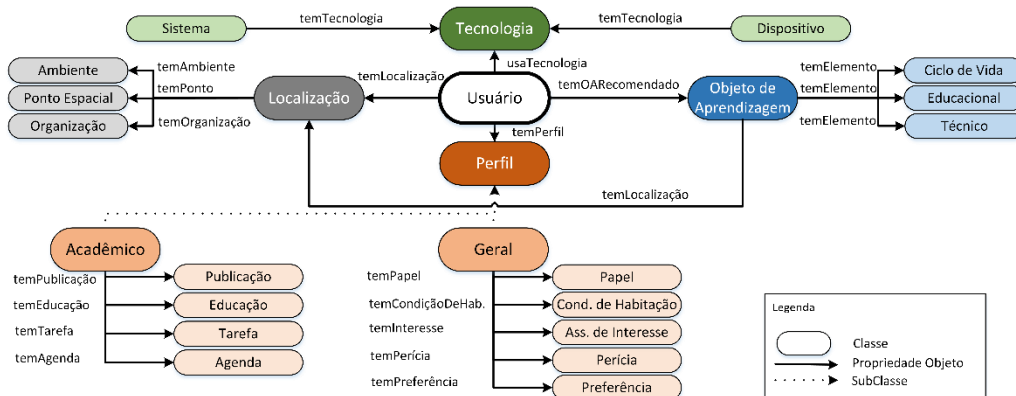 Sistema
temTecnologia
Tecnologia
temTecnologia
Dispositivo
usaTecnologia
Ambiente
temAmbiente
Ponto Espacial
temPonto
Organização
temOrganização
Localização
temLocalização
Usuário
temOARecomendado
Objeto de
Aprendizagem
temElemento
Ciclo de Vida
temElemento
Educacional
temElemento
Técnico
temPerfil
Perfil
temLocalização
Acadêmico
temPublicação
Publicação
temEducação
Educação
temTarefa
Tarefa
temAgenda
Agenda
Geral
temPapel
Papel
temCondiçãoDeHab.
Cond. de Habitação
temInteresse
Ass. de Interesse
temPerícia
Perícia
temPreferência
Preferência
Legenda
Classe
Propriedade Objeto
SubClasse